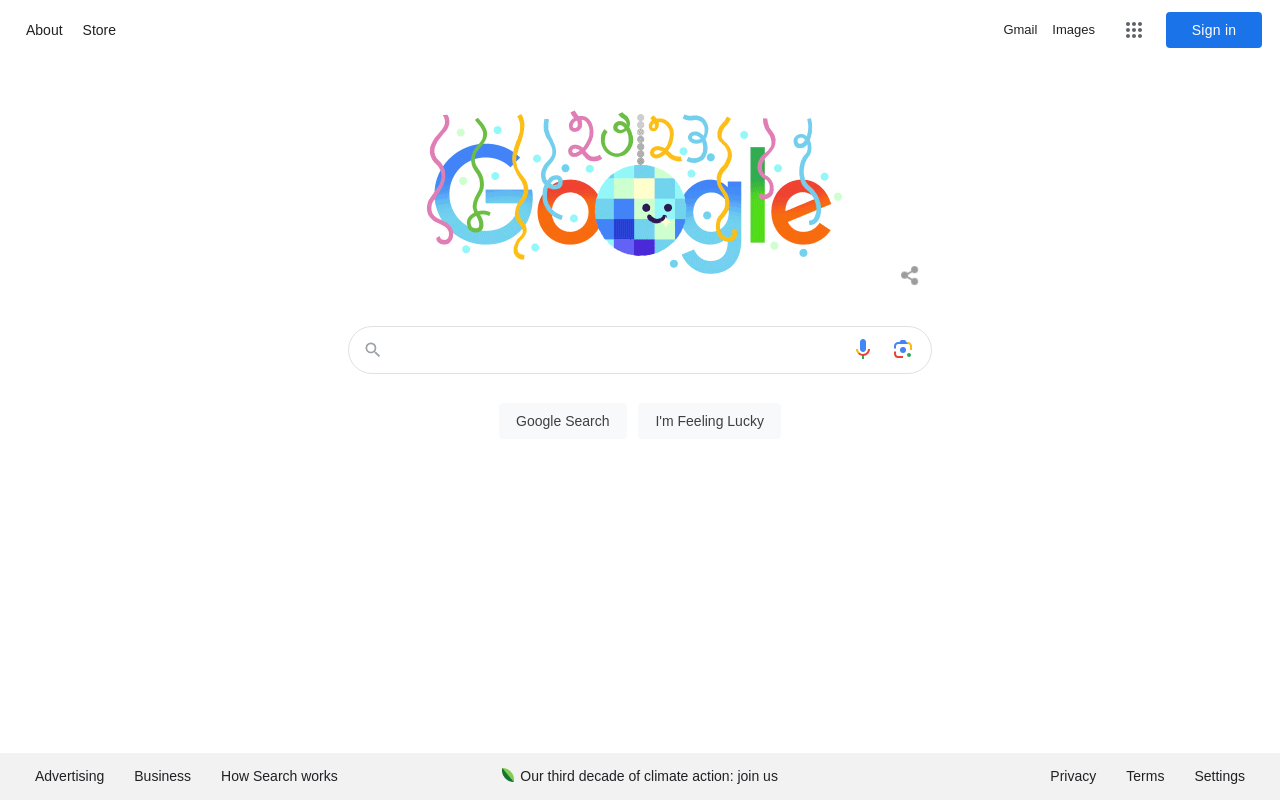 About Store
Gmail Images Sign in
2023
Google
Google Search I'm Feeling Lucky
Advertising Business How Search works
Our third decade of climate action: join us
Privacy Terms Settings